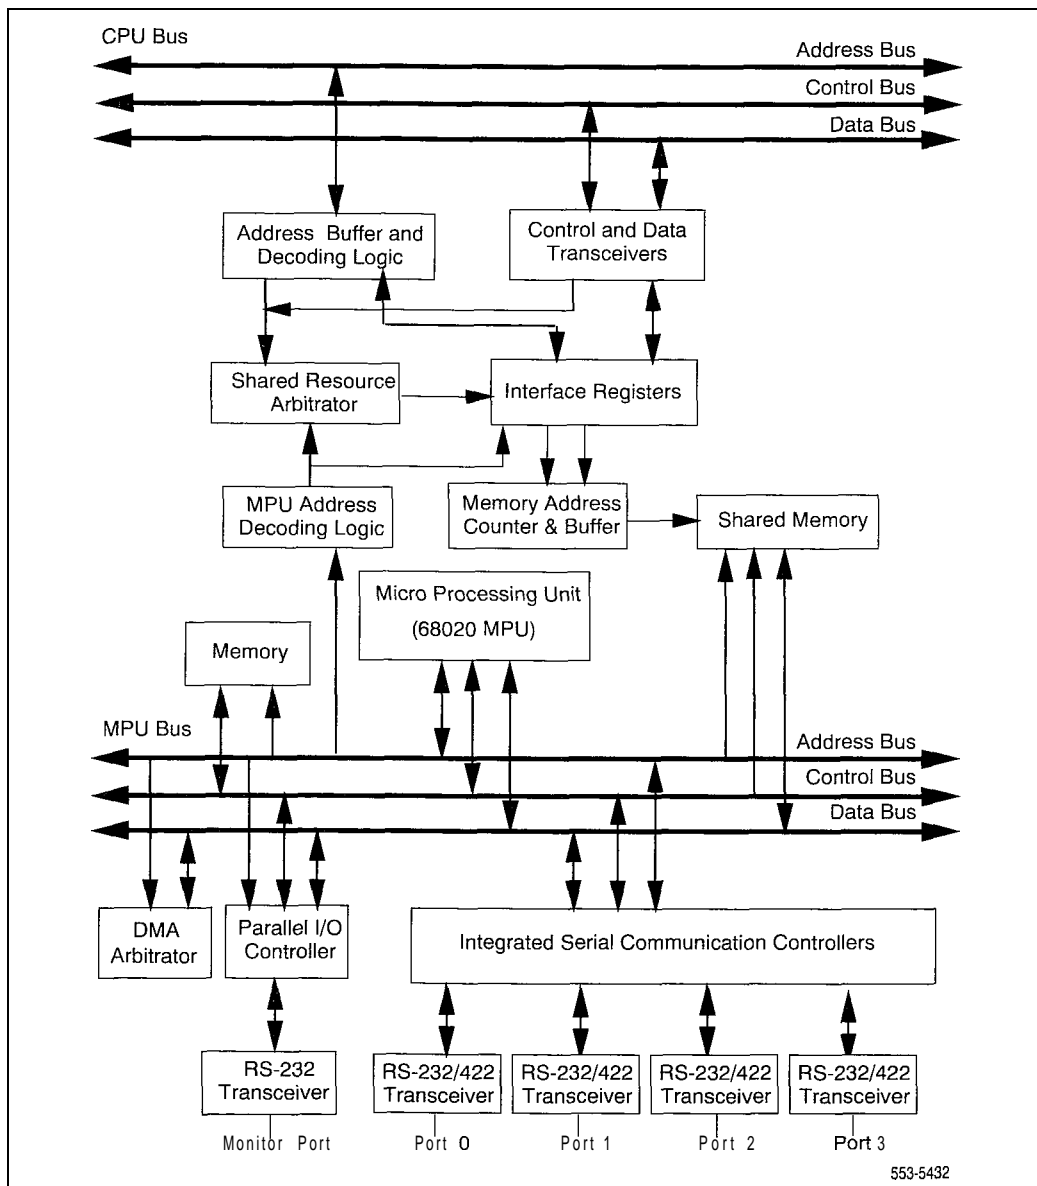 CPU Bus
Address Bus
Control Bus
Data Bus
Address Buffer and
Decoding Logic
Control and Data
Transceivers
Shared Resource
Arbitrator
Interface Registers
MPU Address
Decoding Logic
Memory Address
Counter & Buffer
Shared Memory
Micro Processing Unit
(68020 MPU)
Memory
MPU Bus
Address Bus
Control Bus
Data Bus
DMA
Arbitrator
Parallel I/O
Controller
Integrated Serial Communication Controllers
RS-232
Transceiver
RS-232/422
Transceiver
RS-232/422
Transceiver
RS-232/422
Transceiver
RS-232/422
Transceiver
Monitor Port
Port 0
Port 1
Port 2
Port 3
553-5432